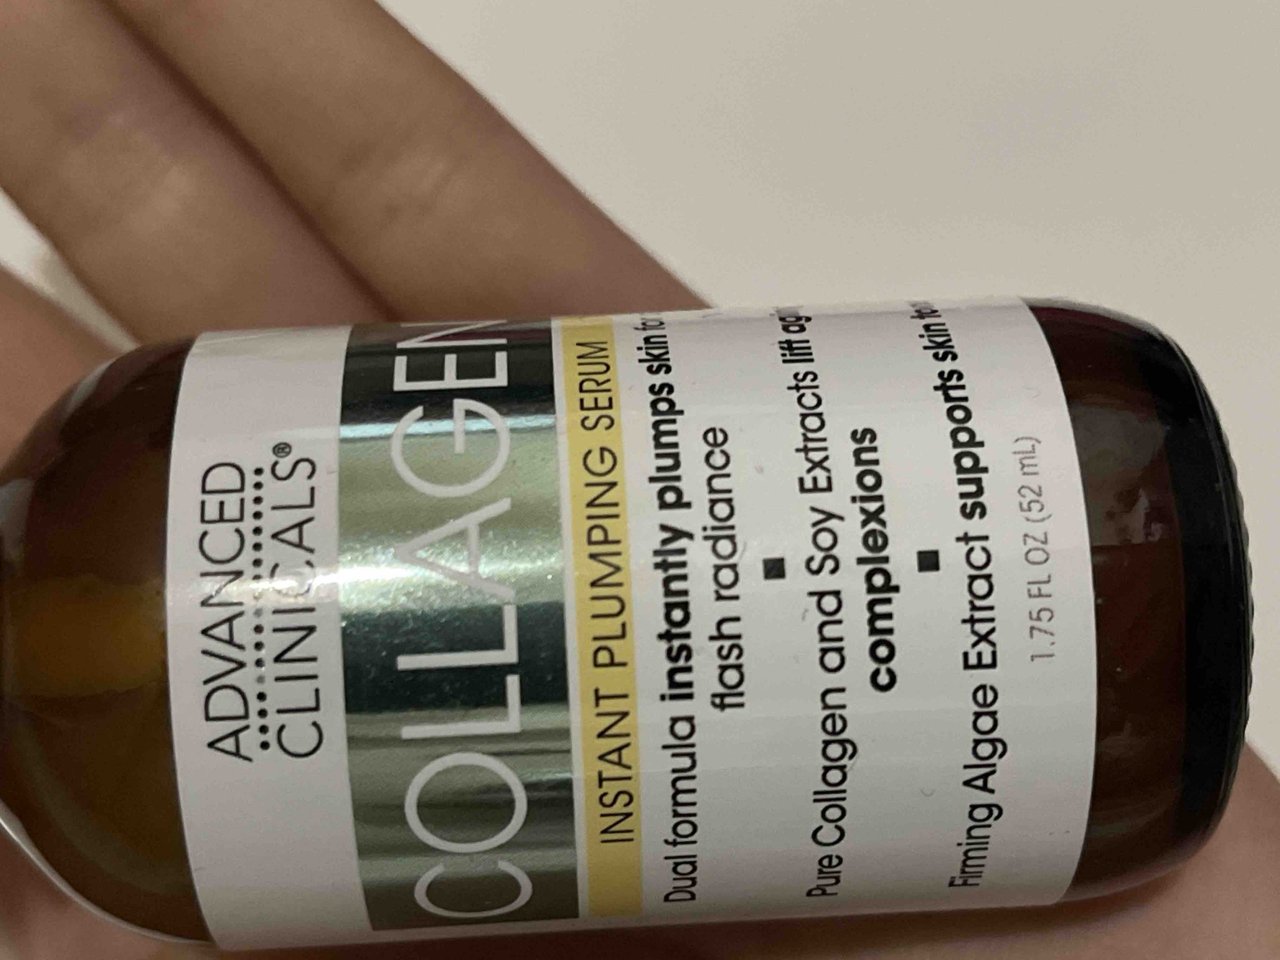 ADVANCED
CLINICALS®
COLLAGEN
INSTANT PLUMPING SERUM
Dual formula instantly plumps skin for
flash radiance
Pure Collagen and Soy Extracts lift
complexions
Firming Algae Extract supports skin
1.75 FL OZ (52 mL)